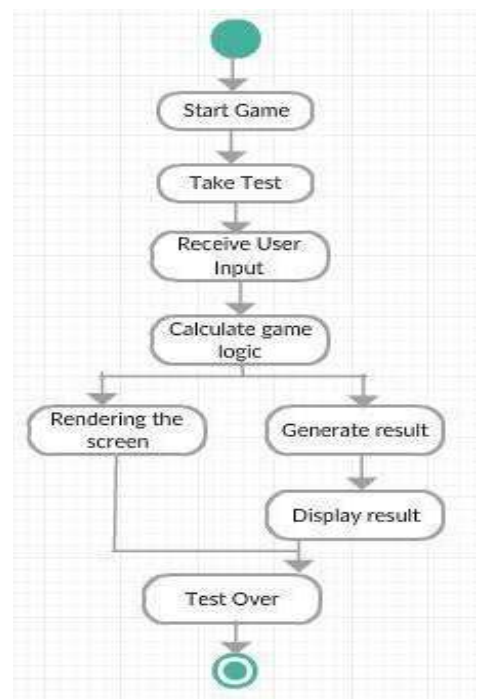 Start Game
Take Test
Receive User
Input
Calculate game
logic
Rendering the
screen
Generate result
Display result
Test Over